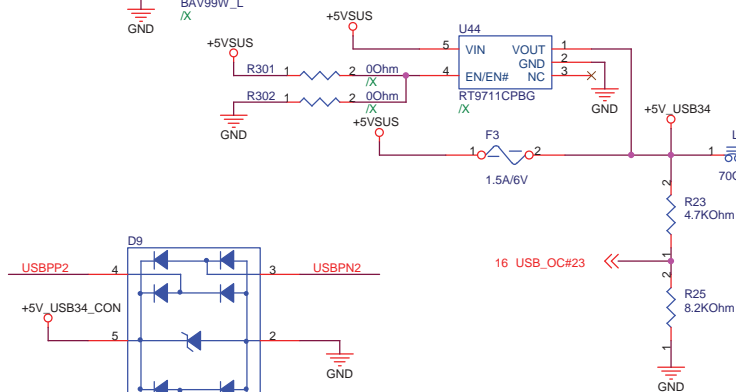 BAV99W_L
/X
GND
+5VSUS
+5VSUS
U44
5 VIN VOUT 1
GND 2
4 EN/EN# NC 3
RT9711CPBG
/X
GND
R301 1 2 0Ohm
/X
R302 1 2 0Ohm
/X
GND
+5VSUS
F3
1 2
1.5A/6V
+5V_USB34
1
L
2
R23
4.7KOhm
1
16 USB_OC#23
2
R25
8.2KOhm
1
GND
D9
USBPP2 4
3 USBPN2
+5V_USB34_CON
5
2
GND